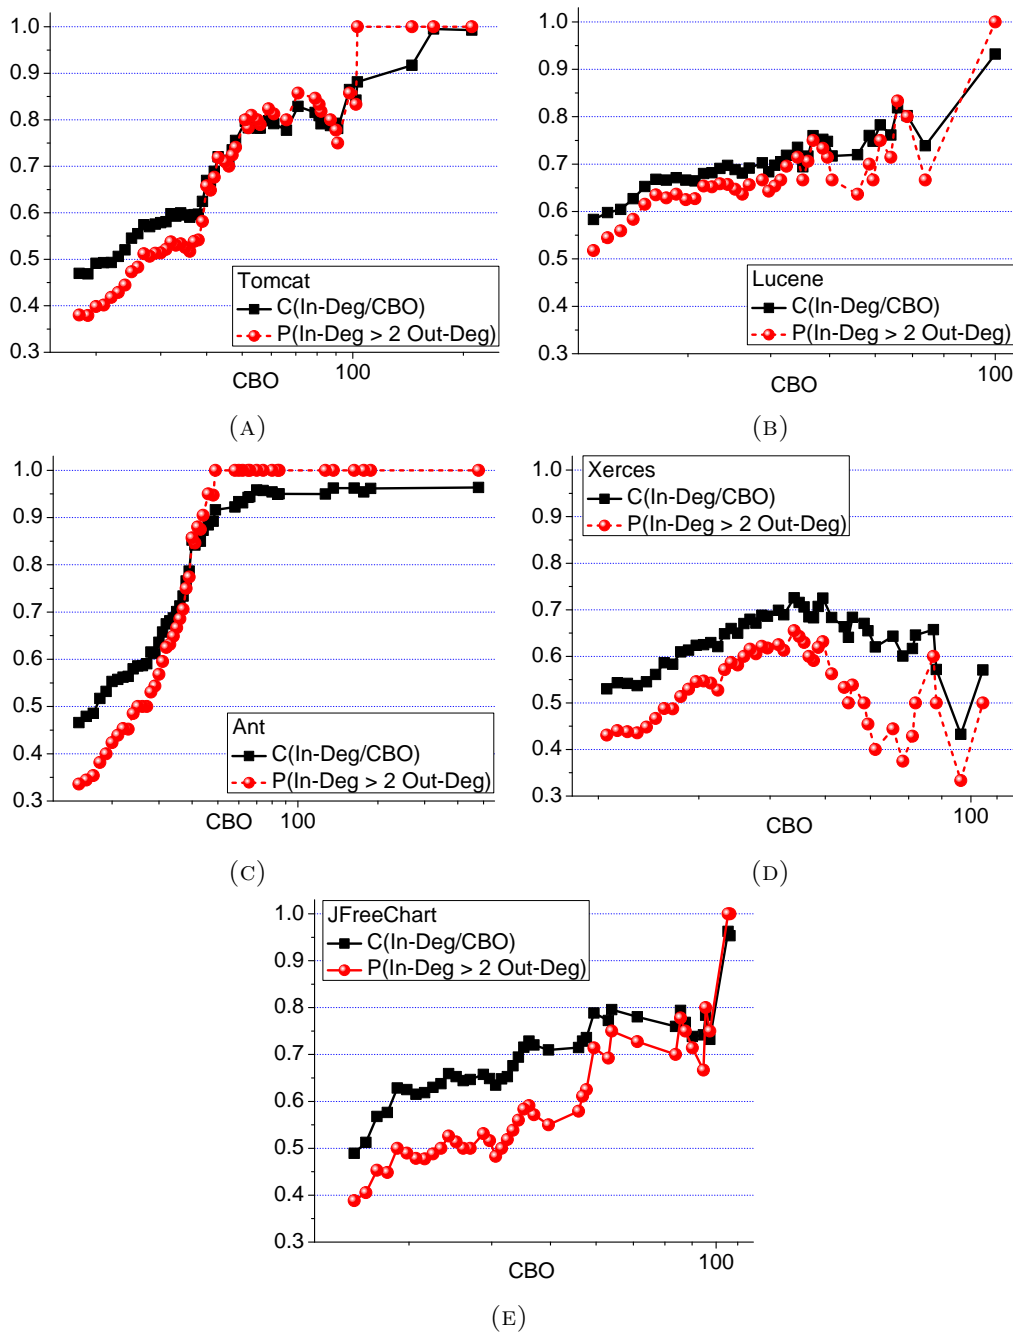 1.0
0.9
0.8
0.7
0.6
0.5
0.4
0.3
Tomcat
C(In-Deg/CBO)
P(In-Deg > 2 Out-Deg)
100
CBO
(A)
1.0
0.9
0.8
0.7
0.6
0.5
0.4
0.3
Lucene
C(In-Deg/CBO)
P(In-Deg > 2 Out-Deg)
100
CBO
(B)
1.0
0.9
0.8
0.7
0.6
0.5
0.4
0.3
Ant
C(In-Deg/CBO)
P(In-Deg > 2 Out-Deg)
CBO 100
(C)
Xerces
C(In-Deg/CBO)
P(In-Deg > 2 Out-Deg)
1.0
0.9
0.8
0.7
0.6
0.5
0.4
0.3
100
CBO
(D)
JFreeChart
C(In-Deg/CBO)
P(In-Deg > 2 Out-Deg)
1.0
0.9
0.8
0.7
0.6
0.5
0.4
0.3
100
CBO
(E)